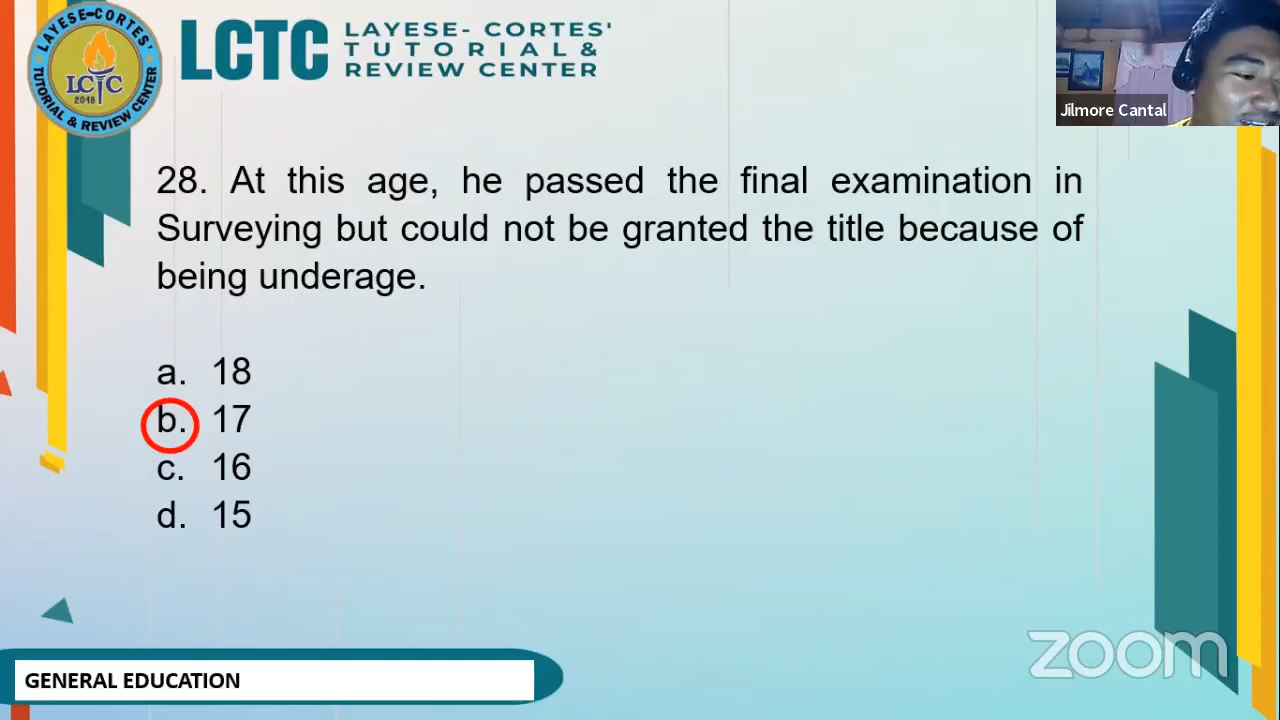 LAYESE-CORTES'
LCTC
2018
TUTORIAL & REVIEW CENTER
LCTC
LAYESE- CORTES'
TUTORIAL &
REVIEW CENTER
Jilmore Cantal
28. At this age, he passed the final examination in
Surveying but could not be granted the title because of
being underage.
a. 18
b. 17
c. 16
d. 15
zoom
GENERAL EDUCATION